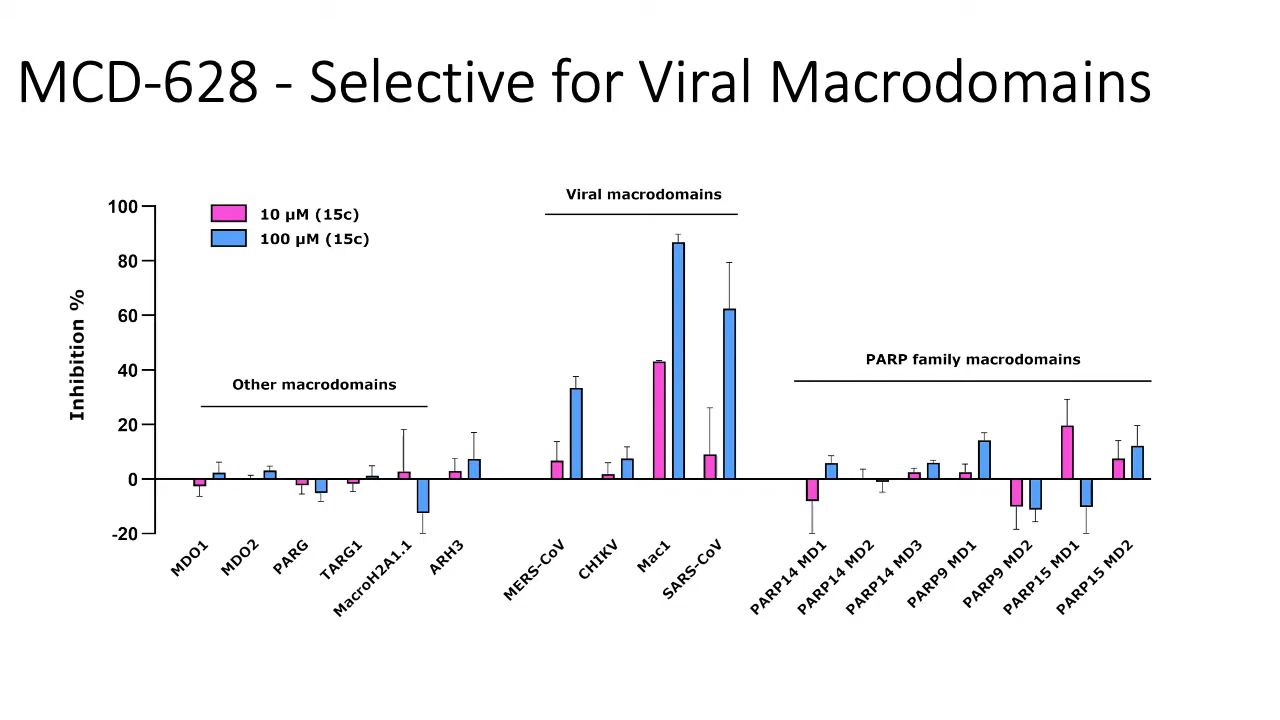 MCD-628 - Selective for Viral Macrodomains
Viral macrodomains
10 µM (15c)
100 µM (15c)
PARP family macrodomains
Other macrodomains
Inhibition %
100
80
60
40
20
0
-20
MDO1
MDO2
PARG
TARG1
MacroH2A1.1
ARH3
MERS-CoV
CHIKV
Mac1
SARS-CoV
PARP14 MD1
PARP14 MD2
PARP14 MD3
PARP9 MD1
PARP9 MD2
PARP15 MD1
PARP15 MD2